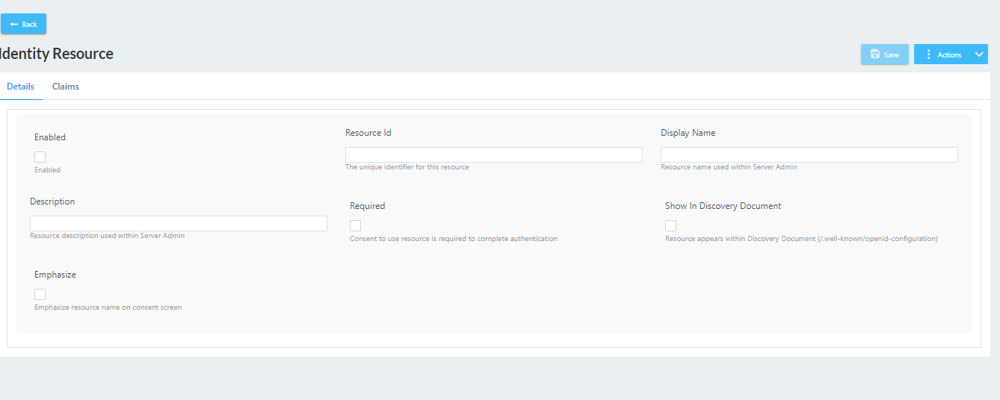 Back
Identity Resource
Save
Actions
Details
Claims
Enabled
Enabled
Resource Id
The unique identifier for this resource
Display Name
Resource name used within Server Admin
Description
Resource description used within Server Admin
Required
Consent to use resource is required to complete authentication
Show In Discovery Document
Resource appears within Discovery Document (/.well-known/openid-configuration)
Emphasize
Emphasize resource name on consent screen